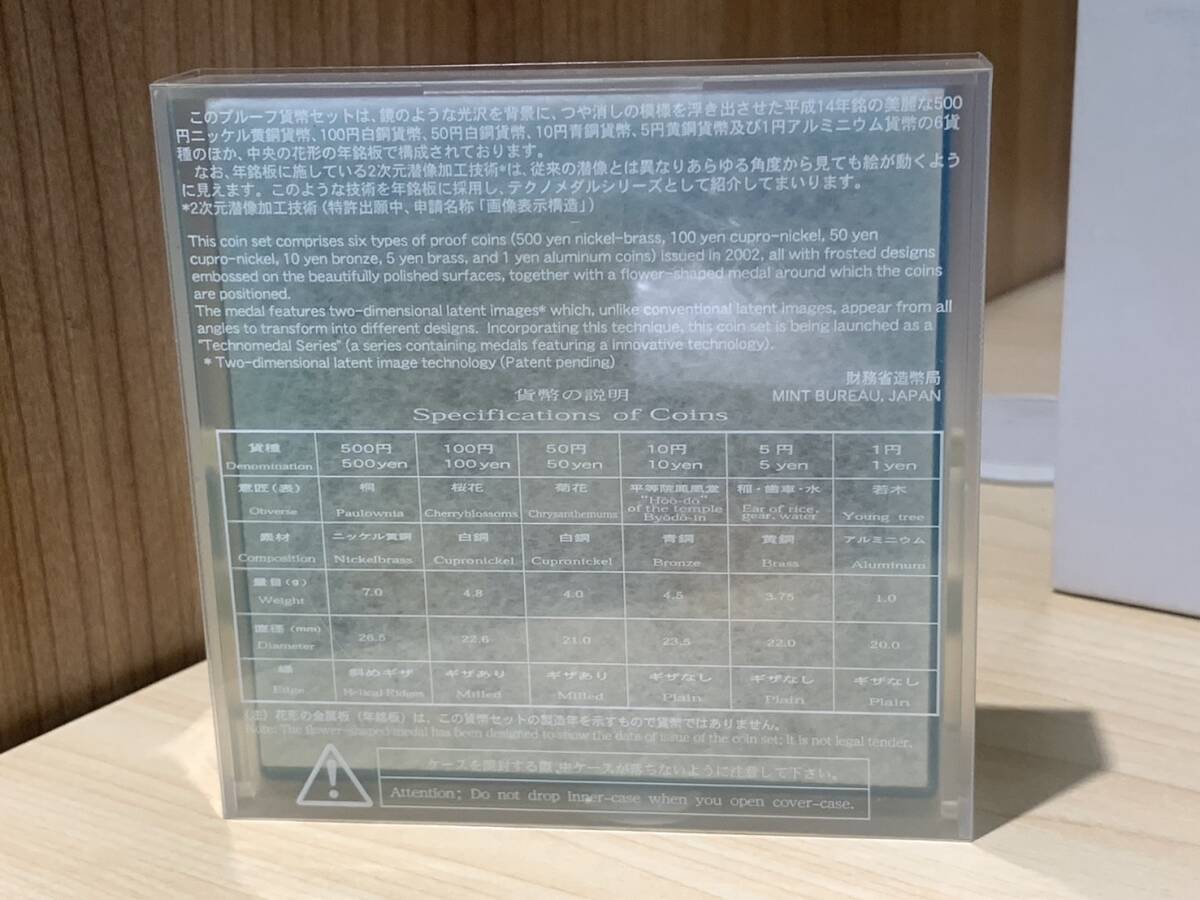 このプルーフ貨幣セットは、鏡のような光沢を背景に、つや消しの模様を浮き出させた平成14年銘の美麗な500
円ニッケル黄銅貨幣、100円白銅貨幣、50円白銅貨幣、10円青銅貨幣、5円黄銅貨幣及び1円アルミニウム貨幣の6貨
種のほか、中央の花形の年銘板で構成されております。
なお、年銘板に施している2次元潜像加工技術*は、従来の潜像とは異なりあらゆる角度から見ても絵が動くよう
に見えます。このような技術を年銘板に採用し、テクノメダルシリーズとして紹介してまいります。
*2次元潜像加工技術(特許出願中、申請名称「画像表示構造」)
This coin set comprises six types of proof coins (500 yen nickel-brass, 100 yen cupro-nickel, 50 yen
cupro-nickel, 10 yen bronze, 5 yen brass, and 1 yen aluminum coins) issued in 2002, all with frosted designs
embossed on the beautifully polished surfaces, together with a flower-shaped medal around which the coins
are positioned.
The medal features two-dimensional latent images* which, unlike conventional latent images, appear from all
angles to transform into different designs. Incorporating this technique, this coin set is being launched as a
"Technomedal Series" (a series containing medals featuring a innovative technology).
* Two-dimensional latent image technology (Patent pending)
財務省造幣局
MINT BUREAU, JAPAN
貨幣の説明
Specifications of Coins
貨種 500円 100円 50円 10円 5円 1円
Denomination 500yen 100yen 50yen 10yen 5yen 1yen
意匠(表) 桐 桜花 菊花 平等院鳳凰堂 稲・歯車・水 若木
Obverse Paulownia Cherryblossoms Chrysanthemums "Hōō-dō" of the temple Byōdō-in Ear of rice, gear, water Young tree
素材 ニッケル黄銅 白銅 白銅 青銅 黄銅 アルミニウム
Composition Nickelbrass Cupronickel Cupronickel Bronze Brass Aluminum
量目(g) 7.0 4.8 4.0 4.5 3.75 1.0
Weight
直径(mm) 26.5 22.6 21.0 23.5 22.0 20.0
Diameter
縁 斜めギザ ギザあり ギザあり ギザなし ギザなし ギザなし
Edge Helical Ridges Milled Milled Plain Plain Plain
(注) 花形の金属板(年銘板)は、この貨幣セットの製造年を示すもので貨幣ではありません。
Note: The flower-shaped medal has been designed to show the date of issue of the coin set; It is not legal tender.
ケースを開封する際、中ケースが落ちないように注意して下さい。
Attention; Do not drop inner-case when you open cover-case.